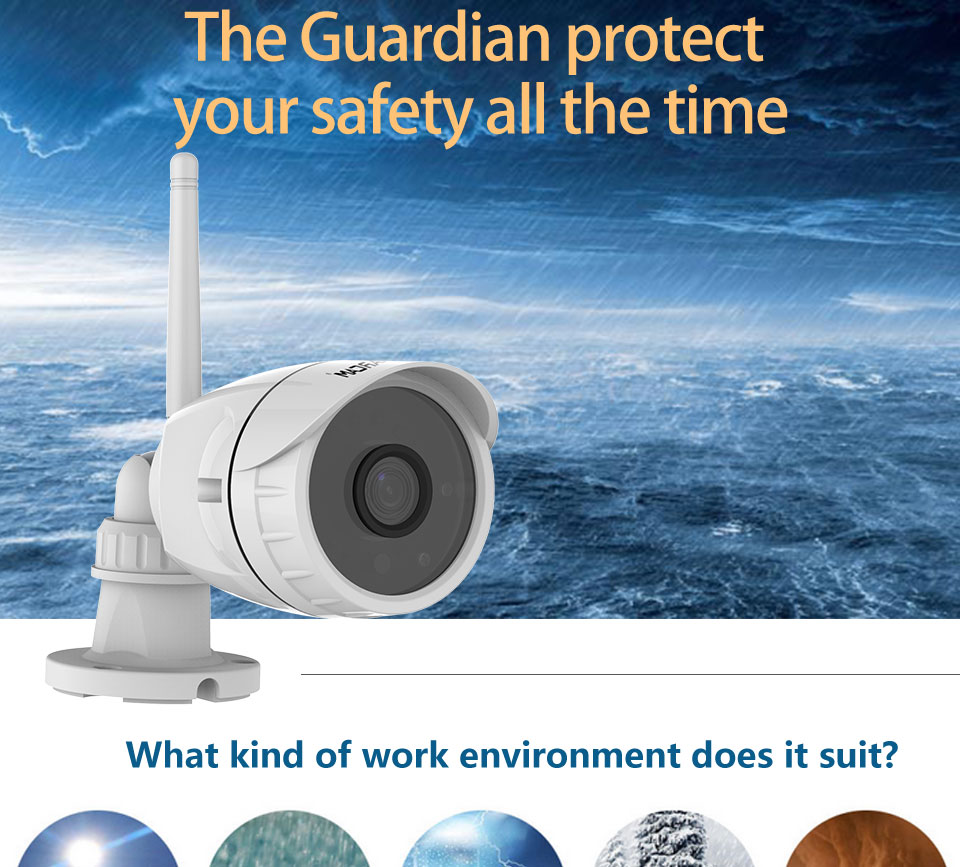 The Guardian protect
your safety all the time
What kind of work environment does it suit?